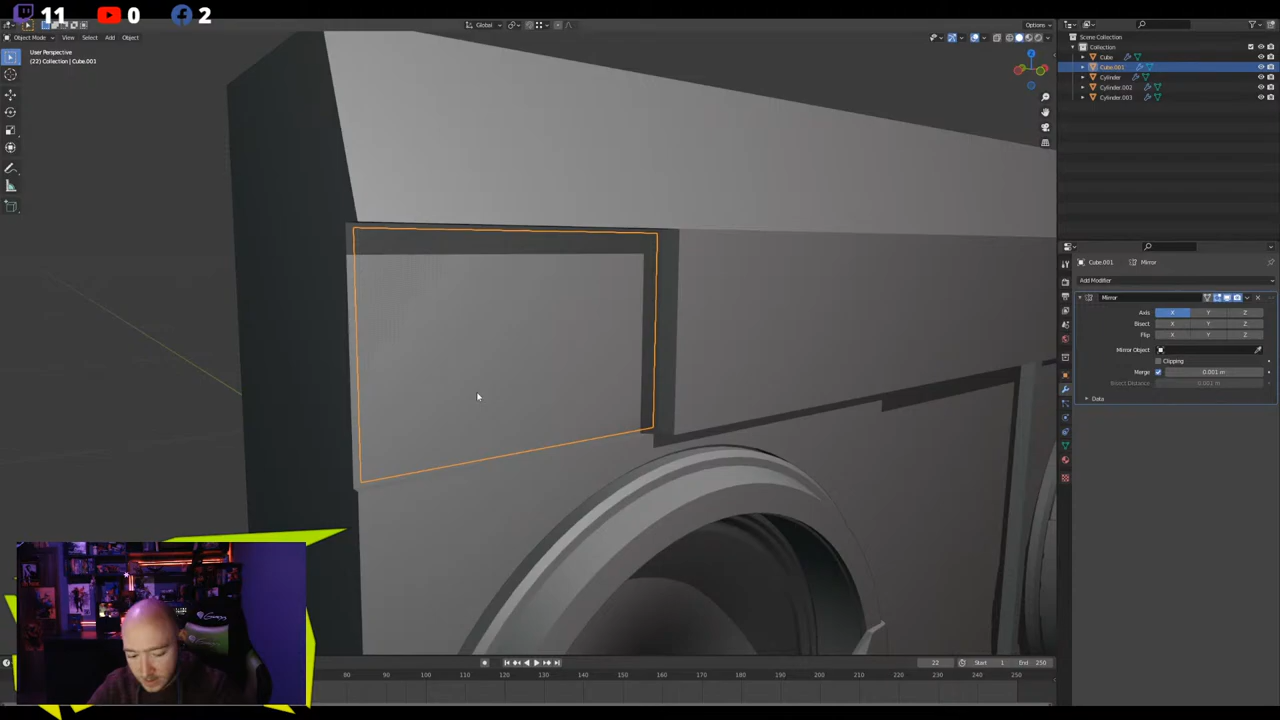 11
0
2
Global
Options
Object Mode
View
Select
Add
Object
User Perspective
(22) Collection | Cube.001
Scene Collection
Collection
Cube
Cube.001
Cylinder
Cylinder.002
Cylinder.003
Cube.001
Mirror
Add Modifier
Mirror
Axis
X
Y
Z
Bisect
X
Y
Z
Flip
X
Y
Z
Mirror Object
Clipping
Merge
0.001 m
Bisect Distance
0.001 m
Data
22
Start
1
End
250
80
90
100
110
120
130
140
150
160
170
180
190
200
210
220
230
240
250